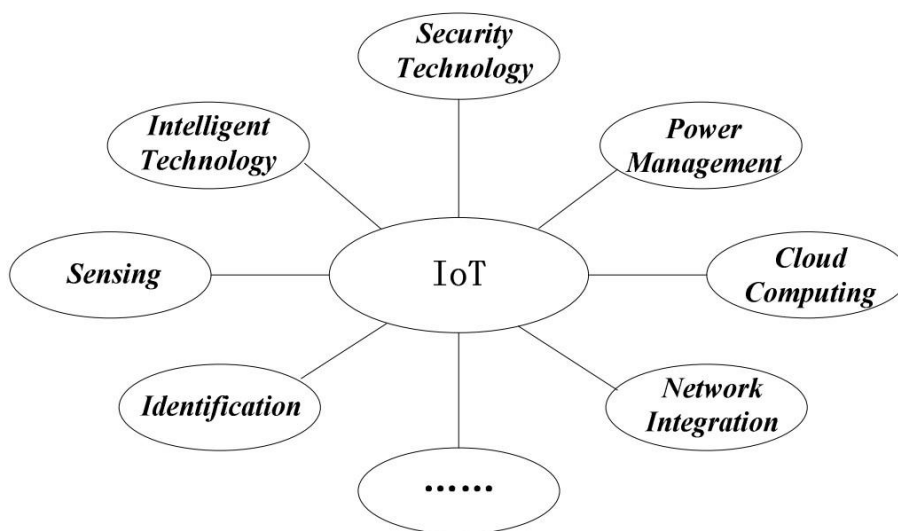 Security
Technology
Intelligent
Technology
Power
Management
Sensing
IoT
Cloud
Computing
Identification
Network
Integration
......